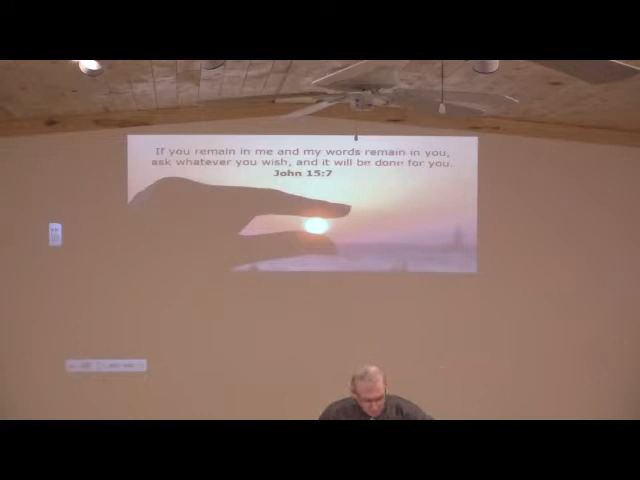 If you remain in me and my words remain in you,
ask whatever you wish, and it will be done for you.
John 15:7